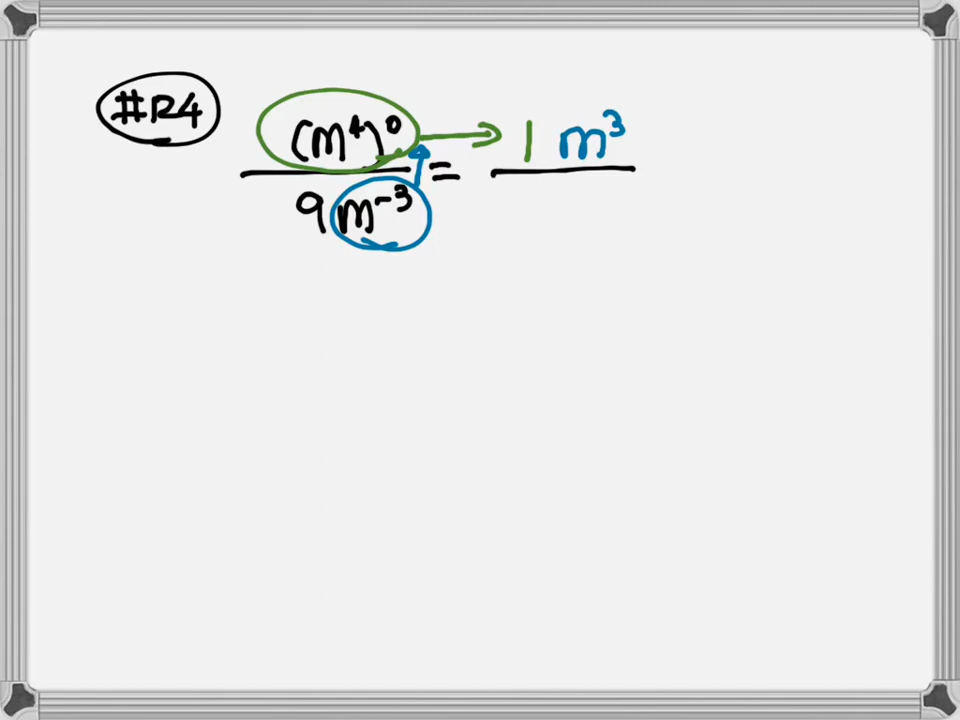 #R4
(m⁴)⁰ / 9m⁻³ = 1 m³ /